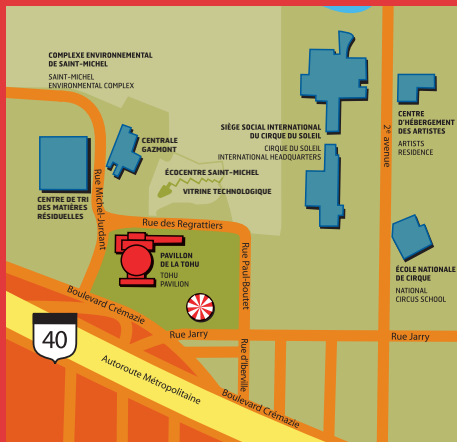 COMPLEXE ENVIRONNEMENTAL
DE SAINT-MICHEL
SAINT-MICHEL
ENVIRONMENTAL COMPLEX
CENTRALE
GAZMONT
SIÈGE SOCIAL INTERNATIONAL
DU CIRQUE DU SOLEIL
CIRQUE DU SOLEIL
INTERNATIONAL HEADQUARTERS
2e avenue
CENTRE
D'HÉBERGEMENT
DES ARTISTES
ARTISTS
RESIDENCE
ÉCOCENTRE SAINT-MICHEL
VITRINE TECHNOLOGIQUE
CENTRE DE TRI
DES MATIÈRES
RÉSIDUELLES
Rue Michel-Jurdant
Rue des Regrattiers
PAVILLON
DE LA TOHU
TOHU
PAVILION
Rue Paul-Boutet
ÉCOLE NATIONALE
DE CIRQUE
NATIONAL
CIRCUS SCHOOL
Boulevard Crémazie
40
Rue Jarry
Rue Jarry
Rue d'Iberville
Autoroute Métropolitaine
Boulevard Crémazie